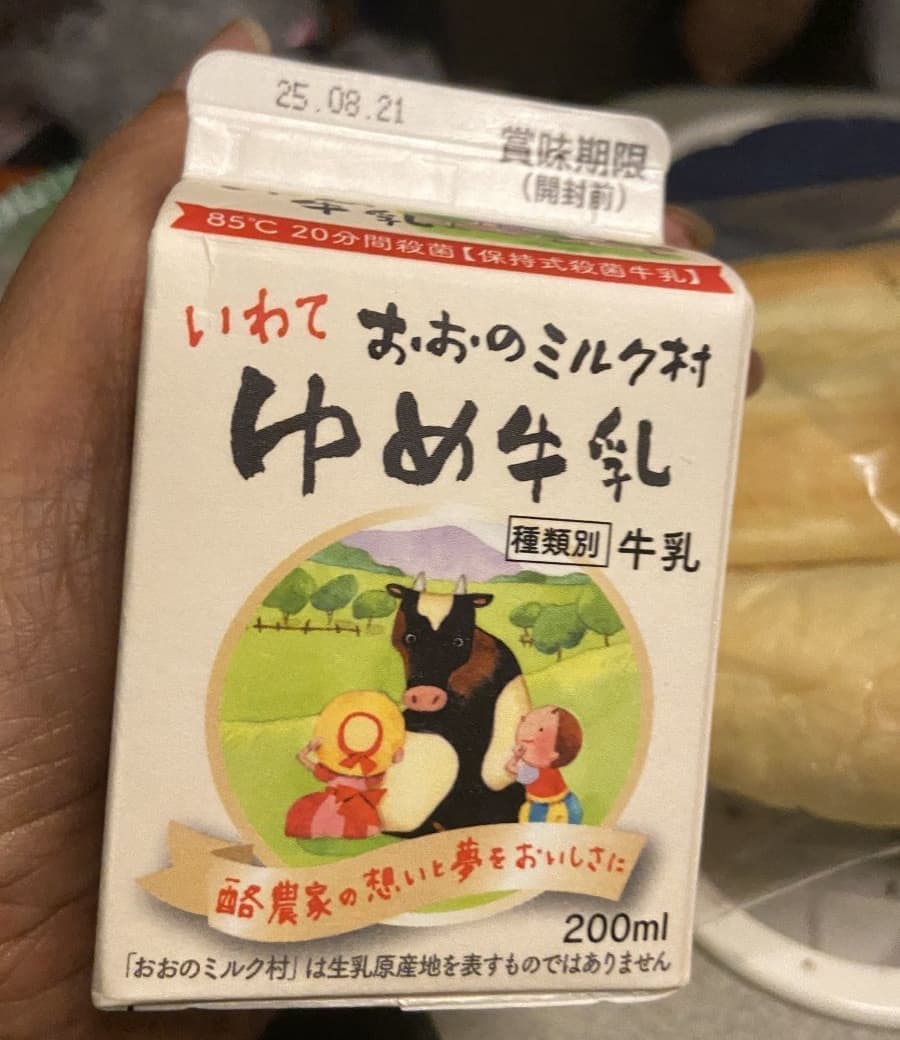 25.08.21
賞味期限
(開封前)
牛乳
85℃ 20分間殺菌【保持式殺菌牛乳】
いわて おおのミルク村
ゆめ牛乳
種類別 牛乳
酪農家の想いと夢をおいしさに
200ml
「おおのミルク村」は生乳原産地を表すものではありません